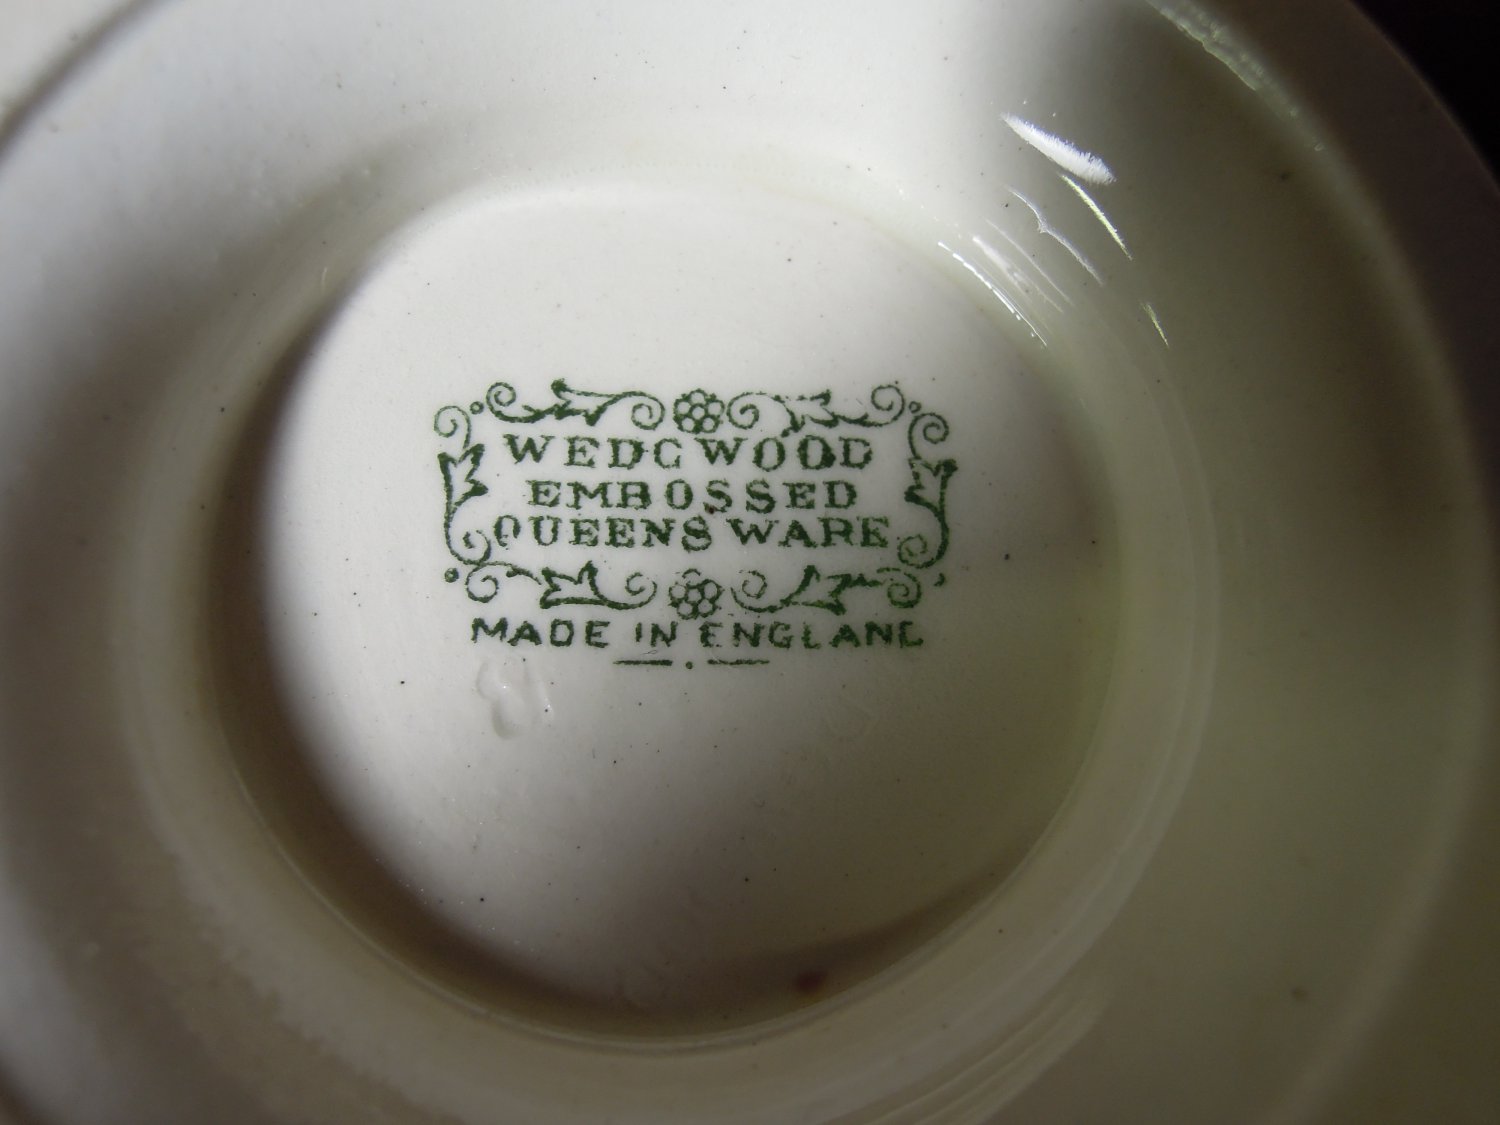 WEDGWOOD
EMBOSSED
QUEENS WARE
MADE IN ENGLAND